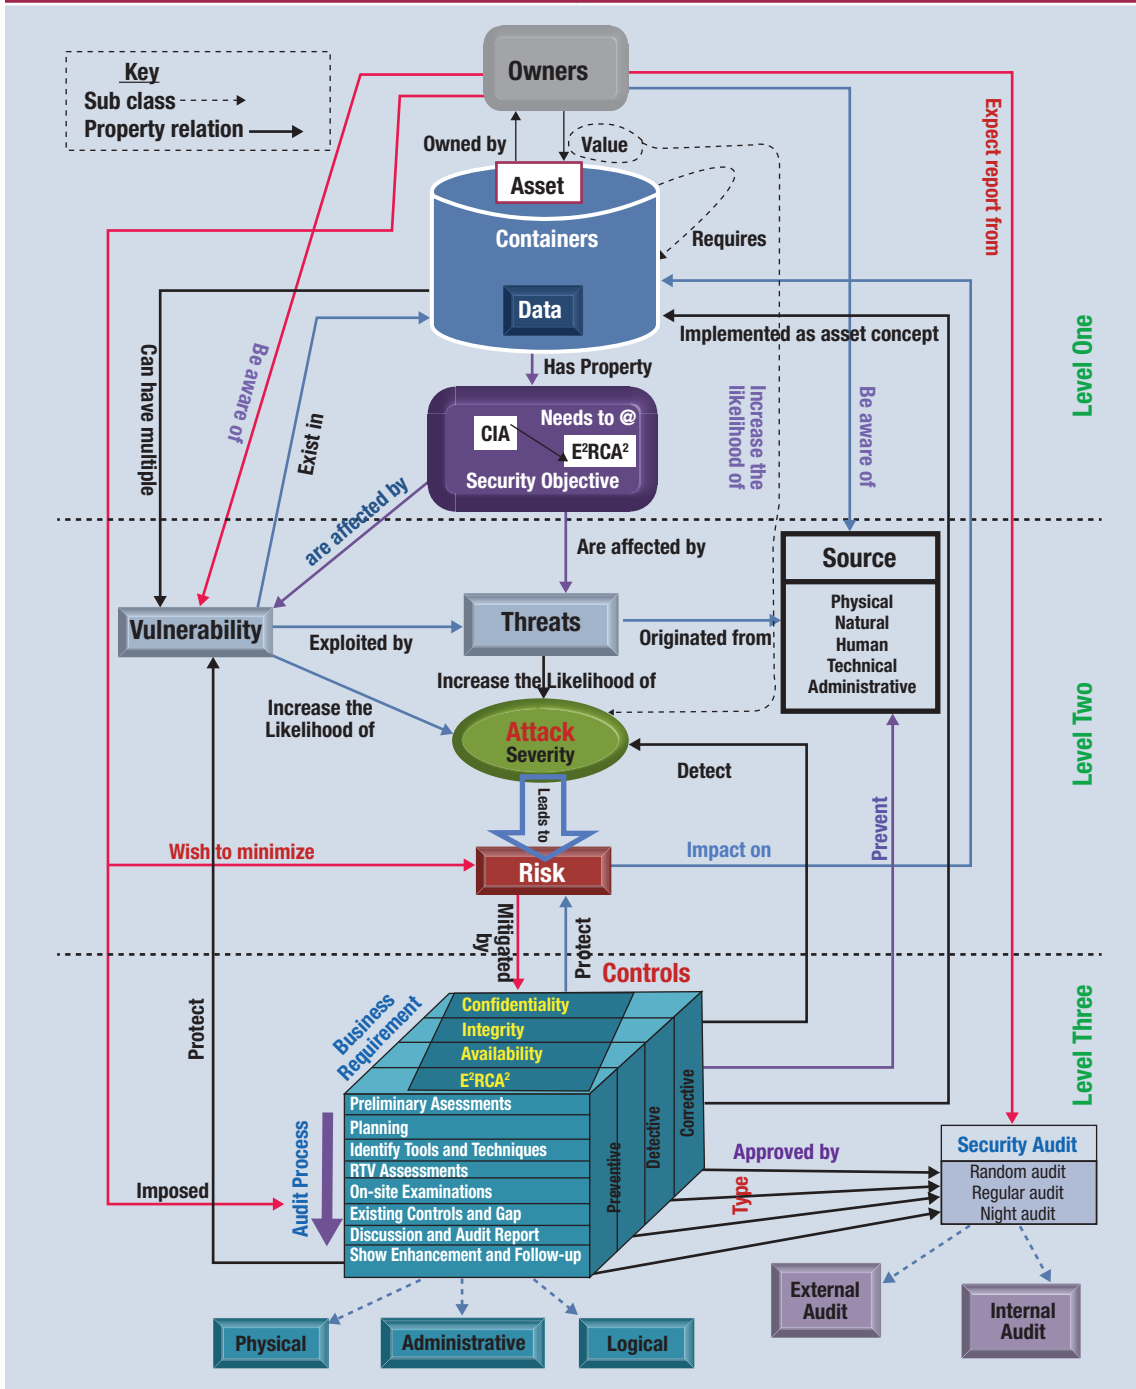 Key
Sub class
Property relation
Owners
Owned by
Value
Asset
Containers
Requires
Data
Implemented as asset concept
Expect report from
Level One
Can have multiple
Be aware of
Exist in
Has Property
Needs to @
CIA
E²RCA²
Security Objective
Increase the
likelihood of
Be aware of
are affected by
Are affected by
Source
Physical
Natural
Human
Technical
Administrative
Vulnerability
Exploited by
Threats
Originated from
Increase the Likelihood of
Increase the
Likelihood of
Attack
Severity
Detect
Level Two
Leads to
Prevent
Wish to minimize
Risk
Impact on
Mitigated
by
Protect
Controls
Protect
Business
Requirement
Confidentiality
Integrity
Availability
E²RCA²
Level Three
Preliminary Asessments
Planning
Identify Tools and Techniques
RTV Assessments
On-site Examinations
Existing Controls and Gap
Discussion and Audit Report
Show Enhancement and Follow-up
Preventive
Detective
Corrective
Audit Process
Imposed
Approved by
Type
Security Audit
Random audit
Regular audit
Night audit
External
Audit
Internal
Audit
Physical
Administrative
Logical